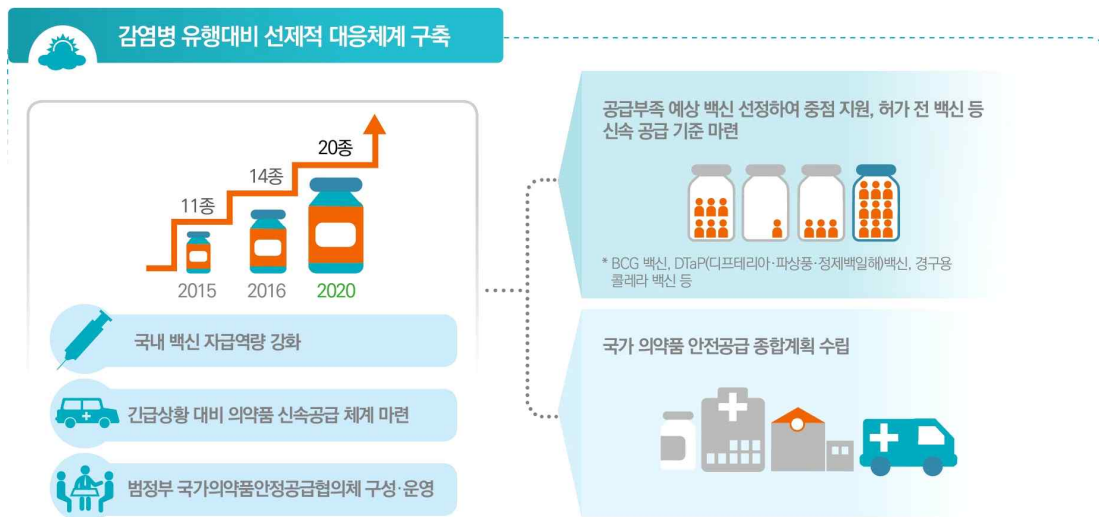 감염병 유행대비 선제적 대응체계 구축
11종
14종
20종
2015
2016
2020
국내 백신 자급역량 강화
긴급상황 대비 의약품 신속공급 체계 마련
범정부 국가의약품안정공급협의체 구성·운영
공급부족 예상 백신 선정하여 중점 지원, 허가 전 백신 등
신속 공급 기준 마련
* BCG 백신, DTaP(디프테리아·파상풍·정제백일해)백신, 경구용
콜레라 백신 등
국가 의약품 안전공급 종합계획 수립